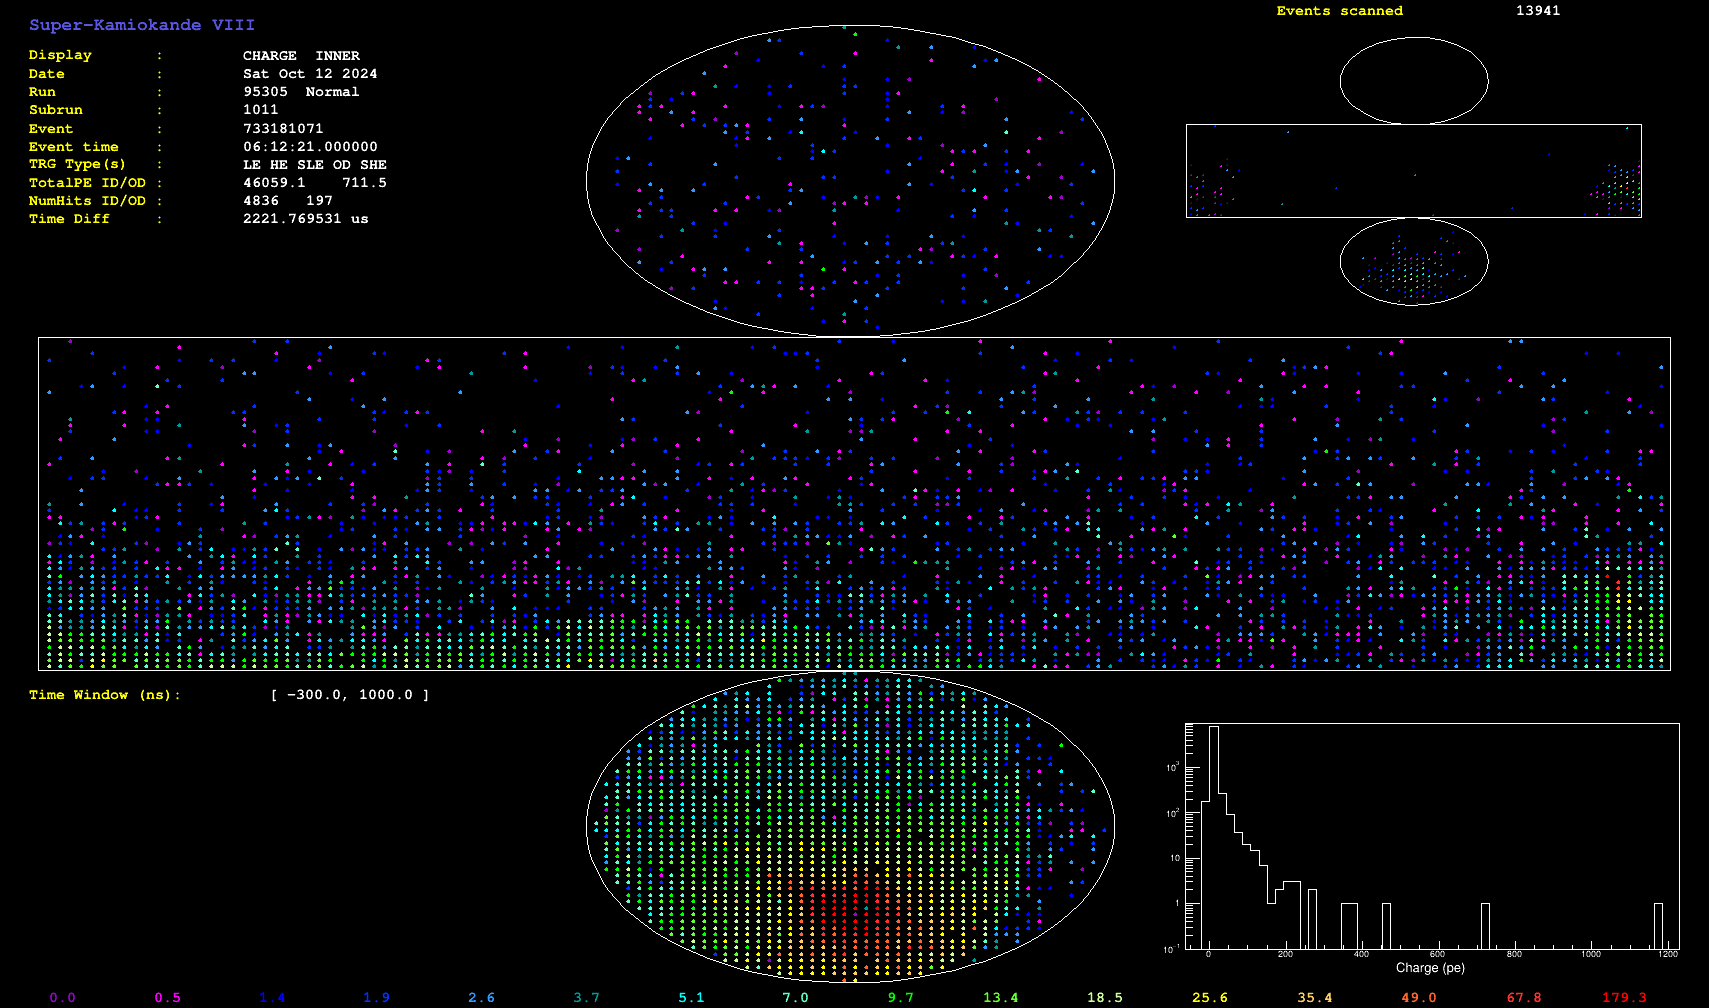 Super-Kamiokande VIII
Events scanned 13941
Display : CHARGE INNER
Date : Sat Oct 12 2024
Run : 95305 Normal
Subrun : 1011
Event : 733181071
Event time : 06:12:21.000000
TRG Type(s) : LE HE SLE OD SHE
TotalPE ID/OD : 46059.1 711.5
NumHits ID/OD : 4836 197
Time Diff : 2221.769531 us
Time Window (ns): [ -300.0, 1000.0 ]
10³
10²
10
1
10⁻¹
0 200 400 600 800 1000 1200
Charge (pe)
0.0 0.5 1.4 1.9 2.6 3.7 5.1 7.0 9.7 13.4 18.5 25.6 35.4 49.0 67.8 179.3